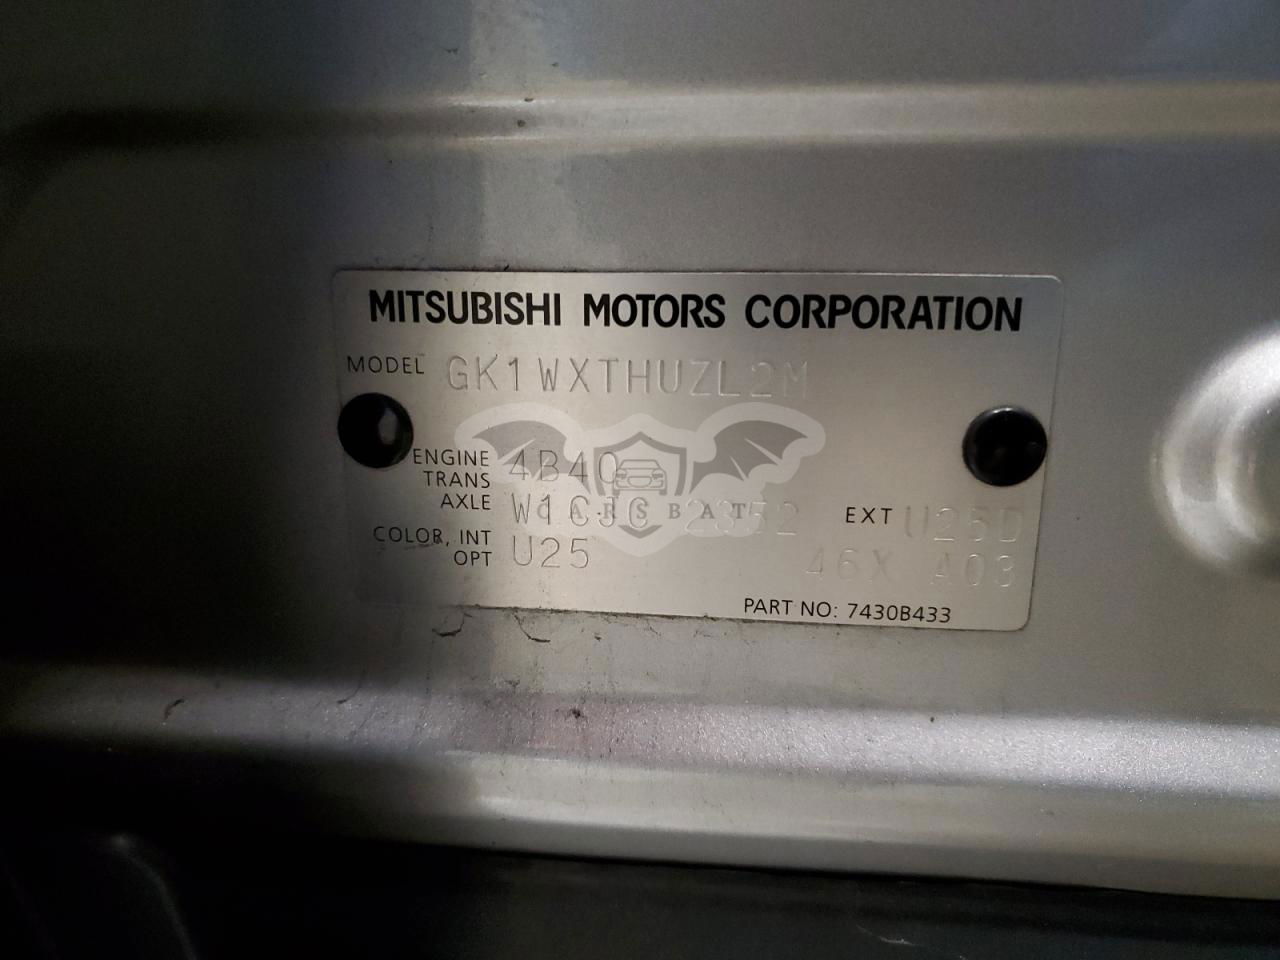 MITSUBISHI MOTORS CORPORATION
MODEL GK1WXTHUZL2M
ENGINE 4B40
TRANS
AXLE W1CJC 2352 EXT U25D
COLOR, INT U25
OPT 46X A03
CARSBAT
PART NO: 7430B433